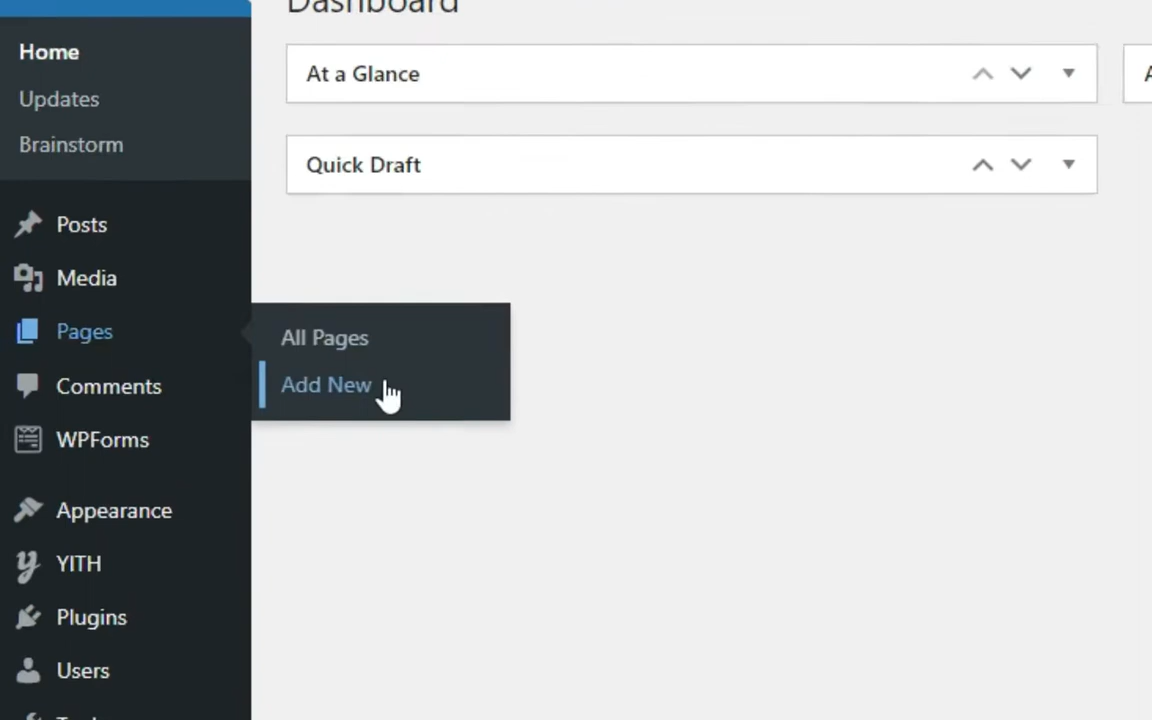 Dashboard
Home
Updates
Brainstorm
Posts
Media
Pages
Comments
WPForms
Appearance
YITH
Plugins
Users
At a Glance
Quick Draft
All Pages
Add New